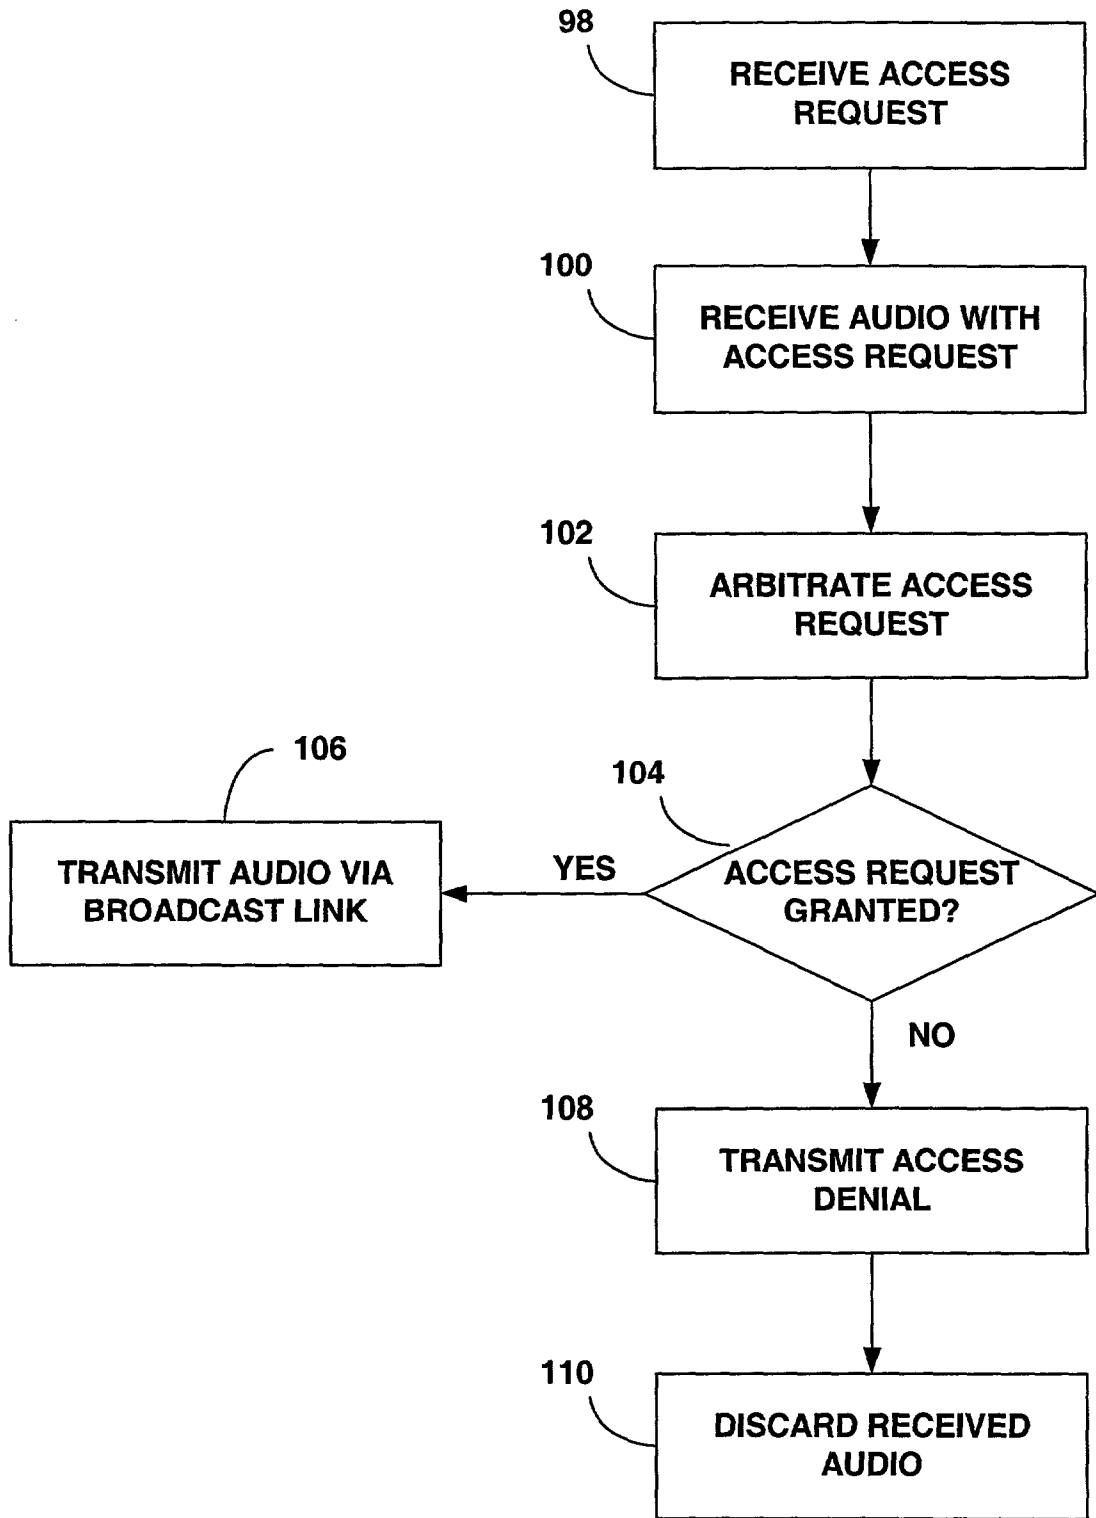 98
RECEIVE ACCESS
REQUEST
100
RECEIVE AUDIO WITH
ACCESS REQUEST
102
ARBITRATE ACCESS
REQUEST
106
TRANSMIT AUDIO VIA
BROADCAST LINK
YES
104
ACCESS REQUEST
GRANTED?
NO
108
TRANSMIT ACCESS
DENIAL
110
DISCARD RECEIVED
AUDIO